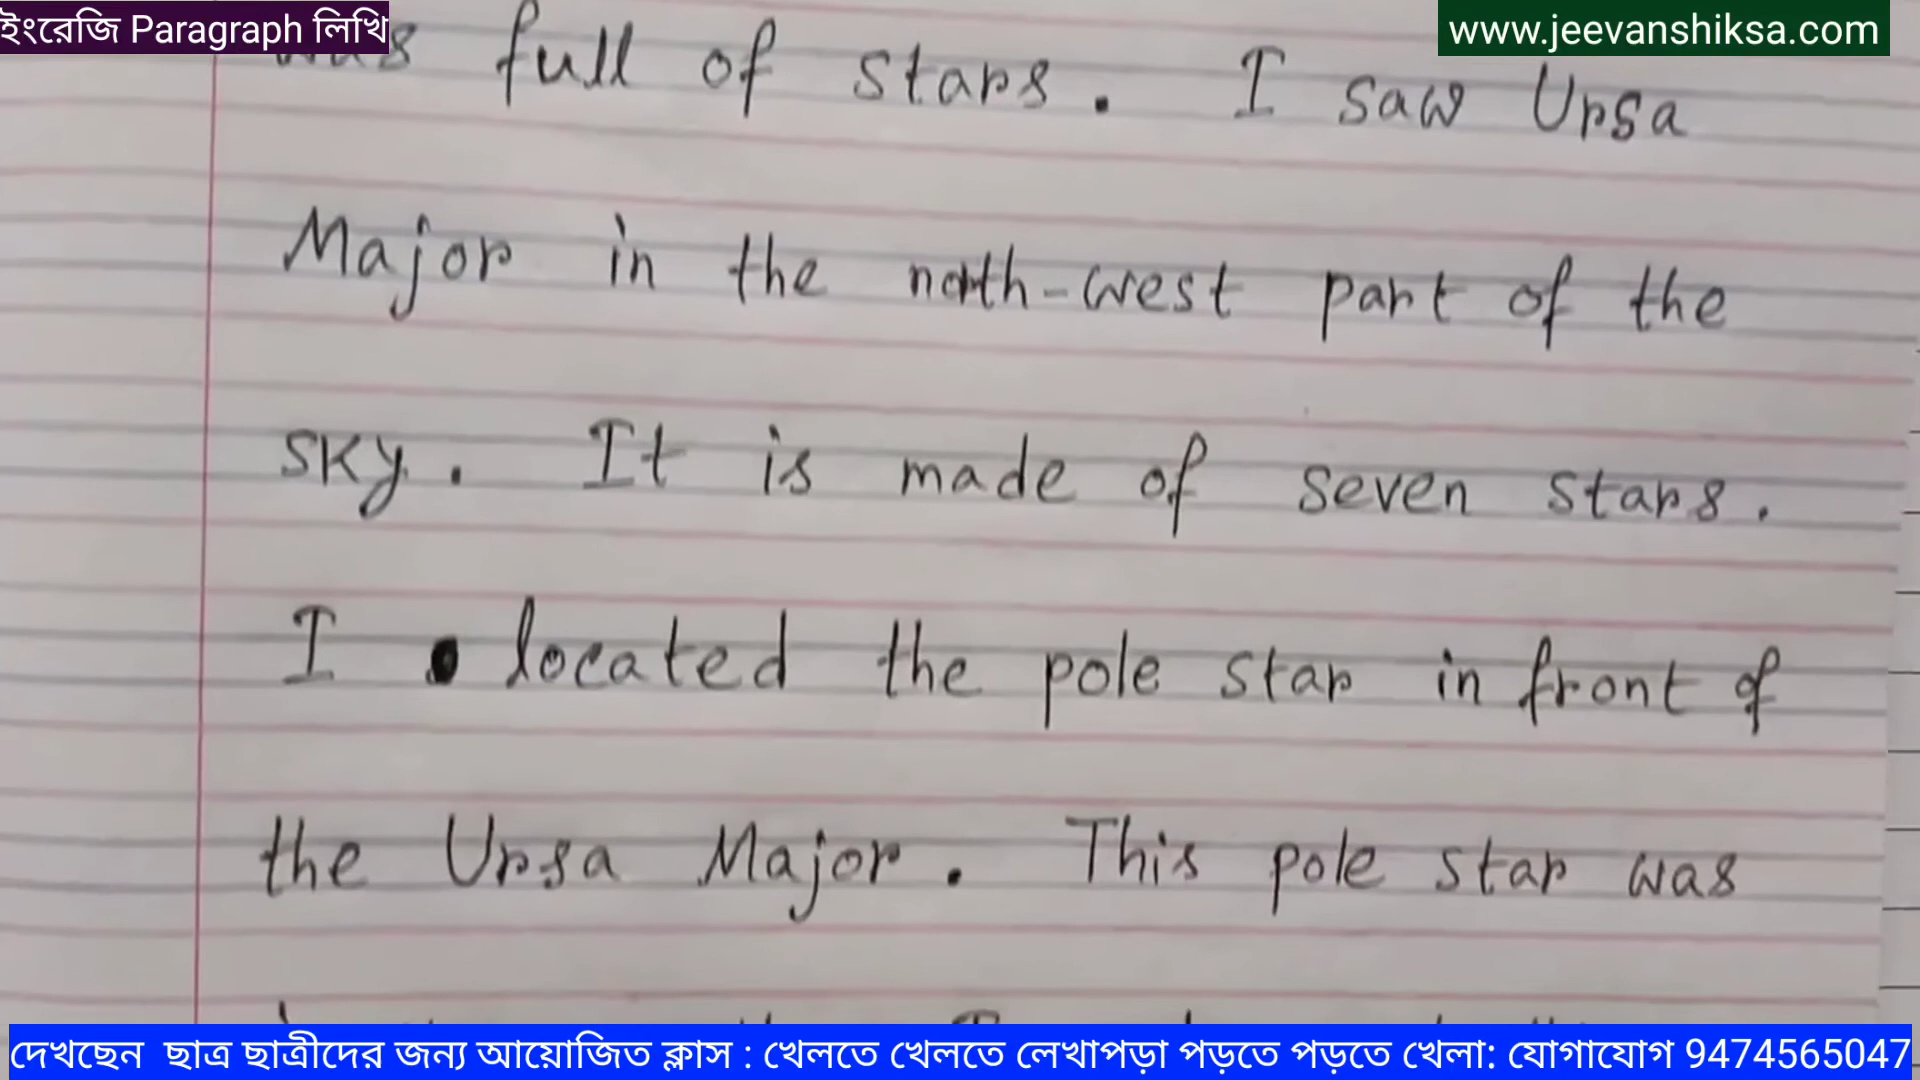 ইংরেজি Paragraph লিখি
www.jeevanshiksa.com
was full of stars. I saw Ursa
Major in the north-west part of the
sky. It is made of seven stars.
I located the pole star in front of
the Ursa Major. This pole star was
দেখছেন ছাত্র ছাত্রীদের জন্য আয়োজিত ক্লাস : খেলতে খেলতে লেখাপড়া পড়তে পড়তে খেলা: যোগাযোগ 9474565047